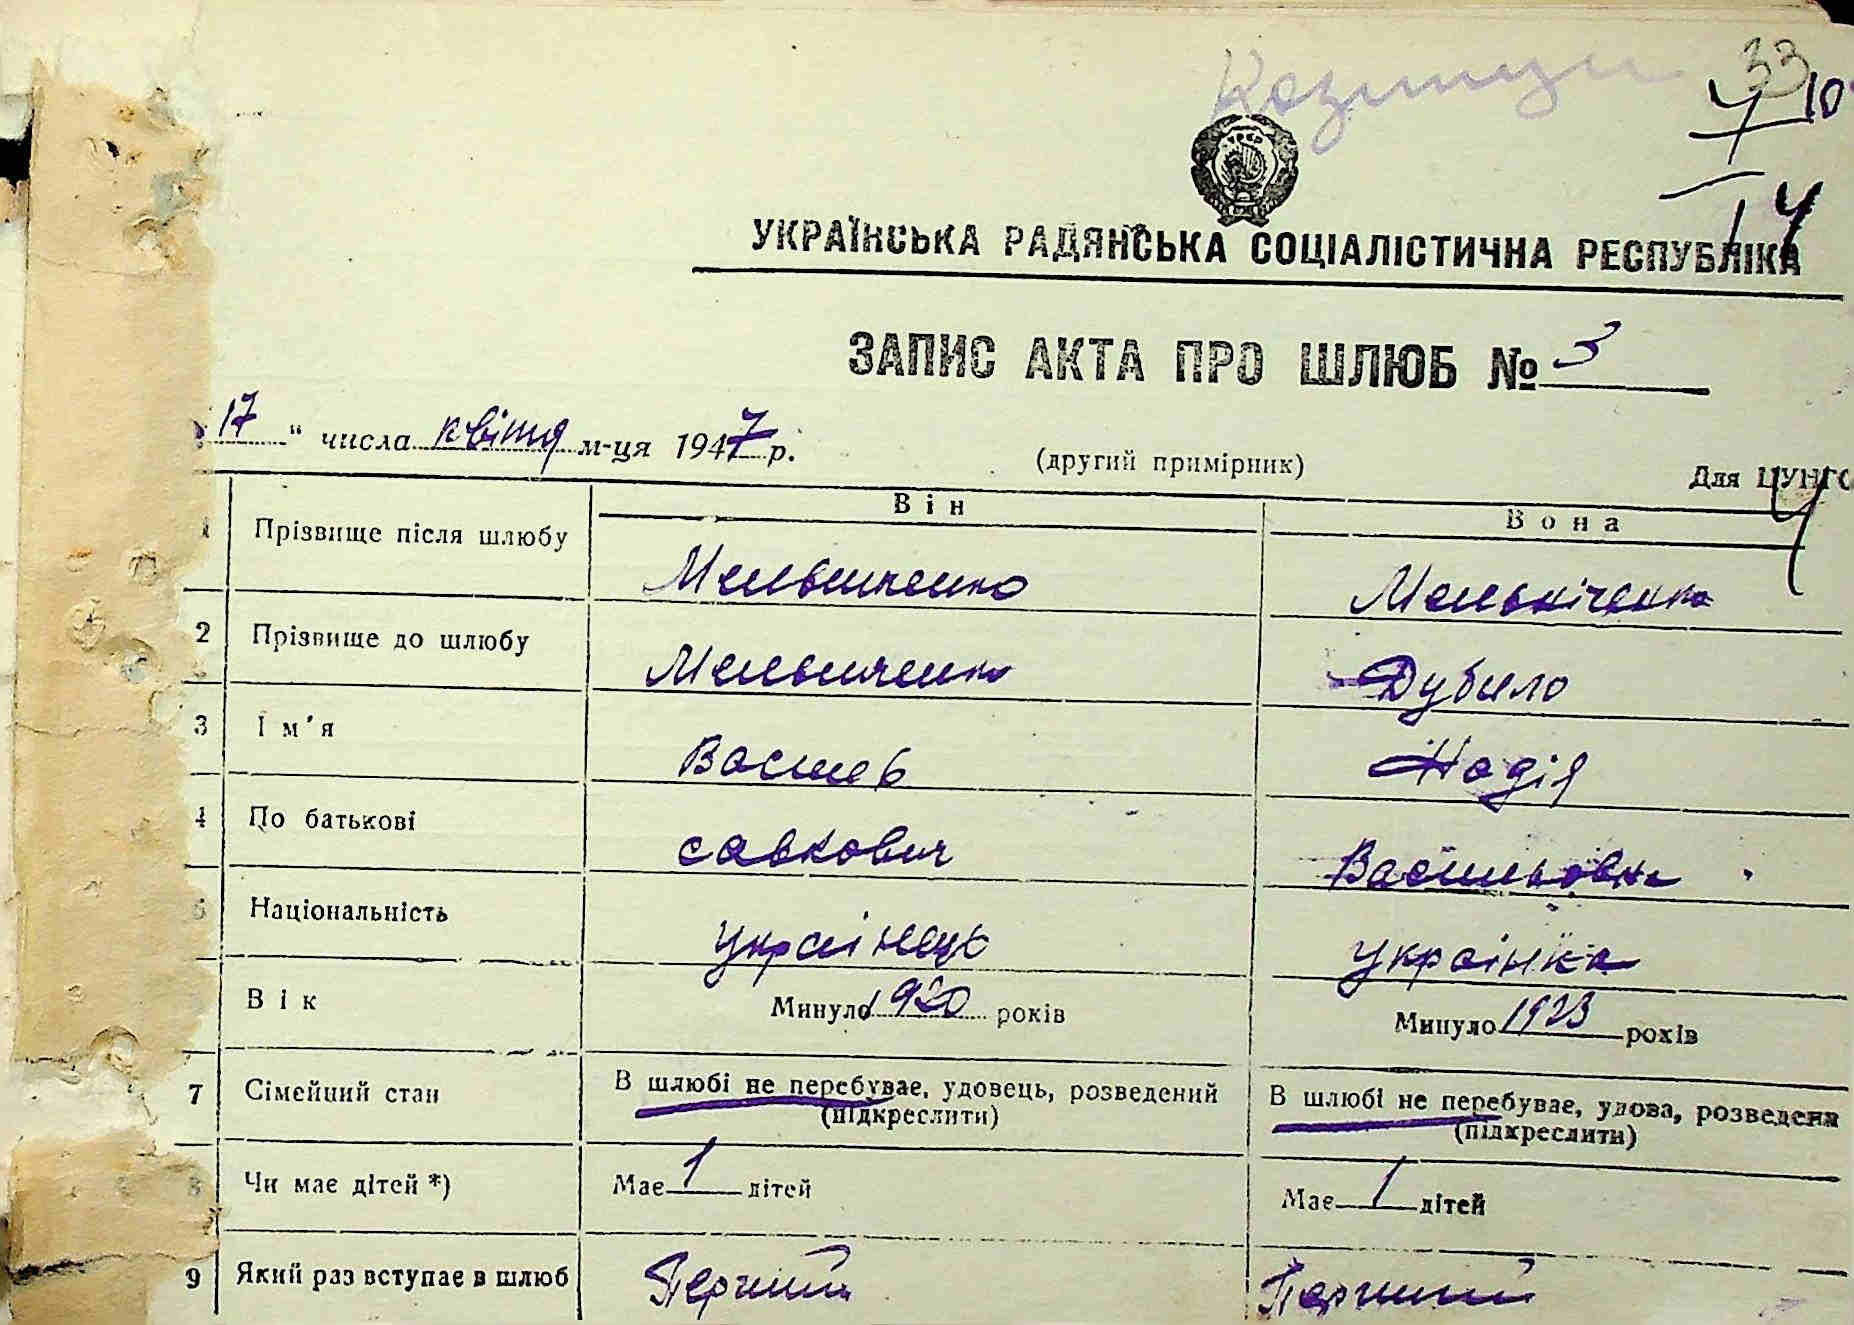 33
10
14
УКРАЇНСЬКА РАДЯНСЬКА СОЦІАЛІСТИЧНА РЕСПУБЛІКА
ЗАПИС АКТА ПРО ШЛЮБ № 3
17 " числа квітня м-ця 1947 р.
(другий примірник)
Для ЦУНГО
Він Вона
1 Прізвище після шлюбу Мельниченко Мельніченко
2 Прізвище до шлюбу Мельниченко Дубило
3 Ім'я Василь Надія
4 По батькові савкович Васильовна
5 Національність українець українка
Вік Минуло 1920 років Минуло 1923 років
7 Сімейний стан В шлюбі не перебуває, удовець, розведений В шлюбі не перебуває, удова, розведена
(підкреслити) (підкреслити)
8 Чи має дітей *) Має 1 дітей Має 1 дітей
9 Який раз вступає в шлюб Перший Перший